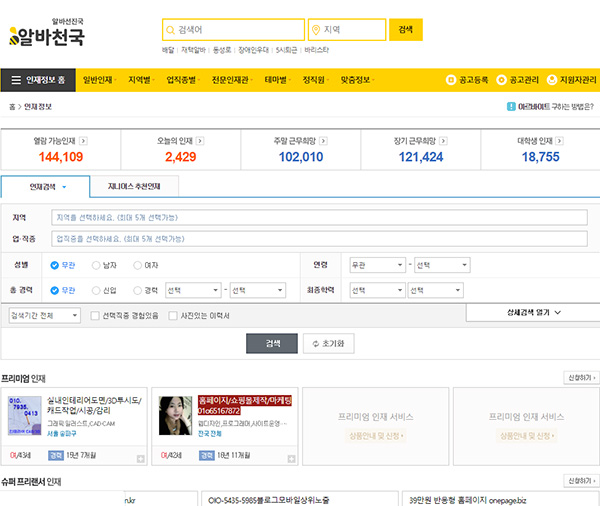 알바선진국
알바천국
검색어
지역
검색
배달 재택알바 동성로 장애인우대 5시퇴근 바리스타
인재정보 홈 일반인재 지역별 업직종별 전문인재관 테마별 정직원 맞춤정보 공고등록 공고관리 지원자관리
홈 > 인재정보
아르바이트 구하는 방법은?
열람 가능인재 오늘의 인재 주말 근무희망 장기 근무희망 대학생 인재
144,109 2,429 102,010 121,424 18,755
인재검색 지니어스 추천인재
지역 지역을 선택하세요. (최대 5개 선택가능)
업·직종 업직종을 선택하세요. (최대 5개 선택가능)
성별 무관 남자 여자 연령 무관 - 선택
총 경력 무관 신입 경력 선택 - 선택 최종학력 선택 선택
검색기간 전체 선택직종 경험있음 사진있는 이력서 상세검색 열기
검색 초기화
프리미엄 인재 신청하기
010.
7935.
0413
실내인테리어도면/3D투시도/
캐드작업/시공/감리
그래픽·일러스트,CAD·CAM
서울 송파구
여/43세 경력 19년 7개월
홈페이지/쇼핑몰제작/마케팅
01o65167872
웹디자인,프로그래머,사이트운영…
전국 전체
여/42세 경력 18년 11개월
프리미엄 인재 서비스
상품안내 및 신청
프리미엄 인재 서비스
상품안내 및 신청
슈퍼 프리랜서 인재 신청하기
n.kr OIO-5435-5985블로그모바일상위노출 39만원 반응형 홈페이지 onepage.biz